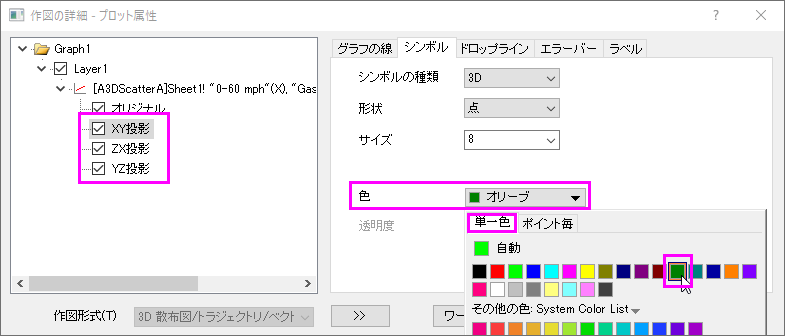 作図の詳細 - プロット属性
Graph1
Layer1
[A3DScatterA]Sheet1! "0-60 mph"(X), "Gas
オリジナル
XY投影
ZX投影
YZ投影
グラフの線 シンボル ドロップライン エラーバー ラベル
シンボルの種類 3D
形状 点
サイズ 8
色 オリーブ
透明度
単一色 ポイント毎
自動
その他の色: System Color List
作図形式(T) 3D 散布図/トラジェクトリ/ベクト >> ワー